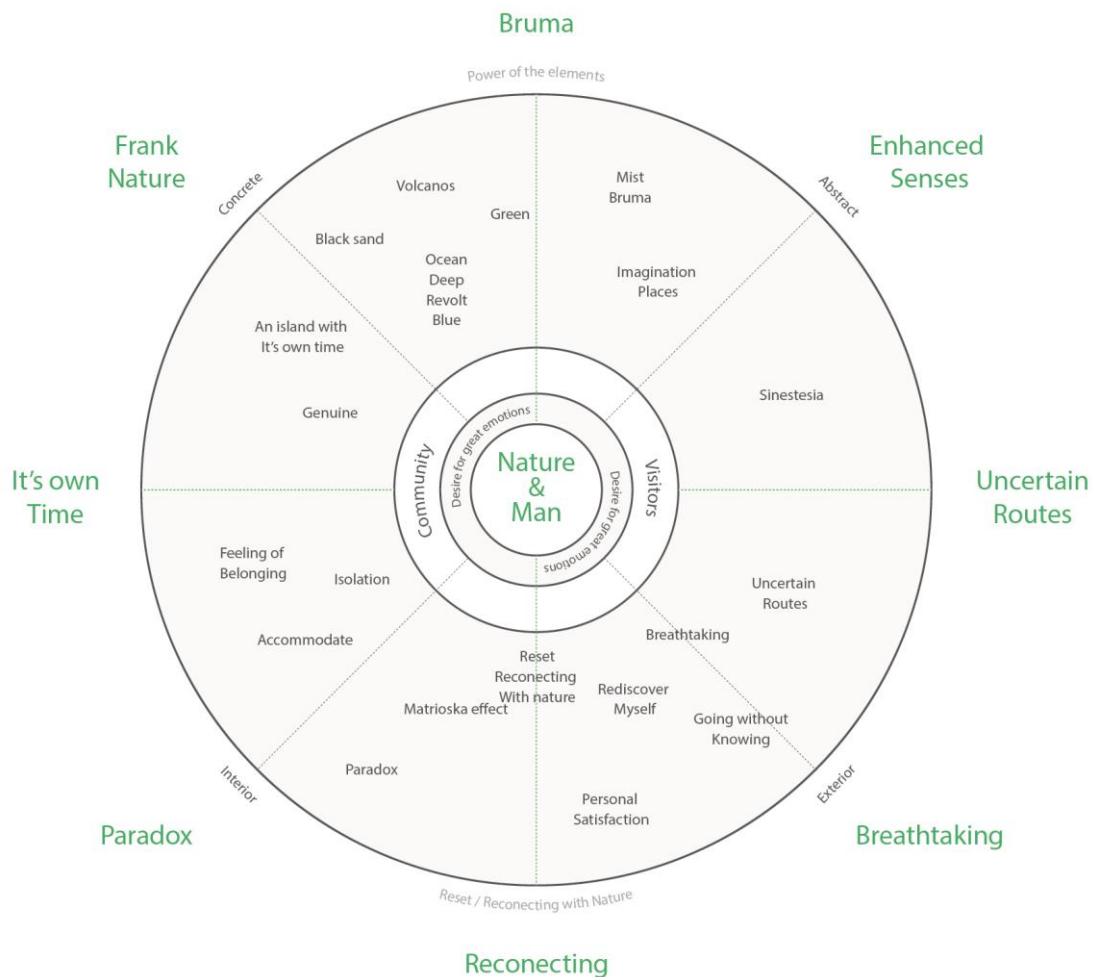 Bruma
Power of the elements
Frank
Nature
Enhanced
Senses
Concrete
Abstract
Volcanos
Green
Black sand
Ocean
Deep
Revolt
Blue
Mist
Bruma
Imagination
Places
An island with
It's own time
Genuine
Sinestesia
Community
Desire for great emotions
Nature
&
Man
Desire for great emotions
Visitors
It's own
Time
Uncertain
Routes
Feeling of
Belonging
Isolation
Accommodate
Uncertain
Routes
Breathtaking
Reset
Reconecting
With nature
Rediscover
Myself
Matrioska effect
Going without
Knowing
Paradox
Personal
Satisfaction
Interior
Exterior
Paradox
Breathtaking
Reset / Reconecting with Nature
Reconecting